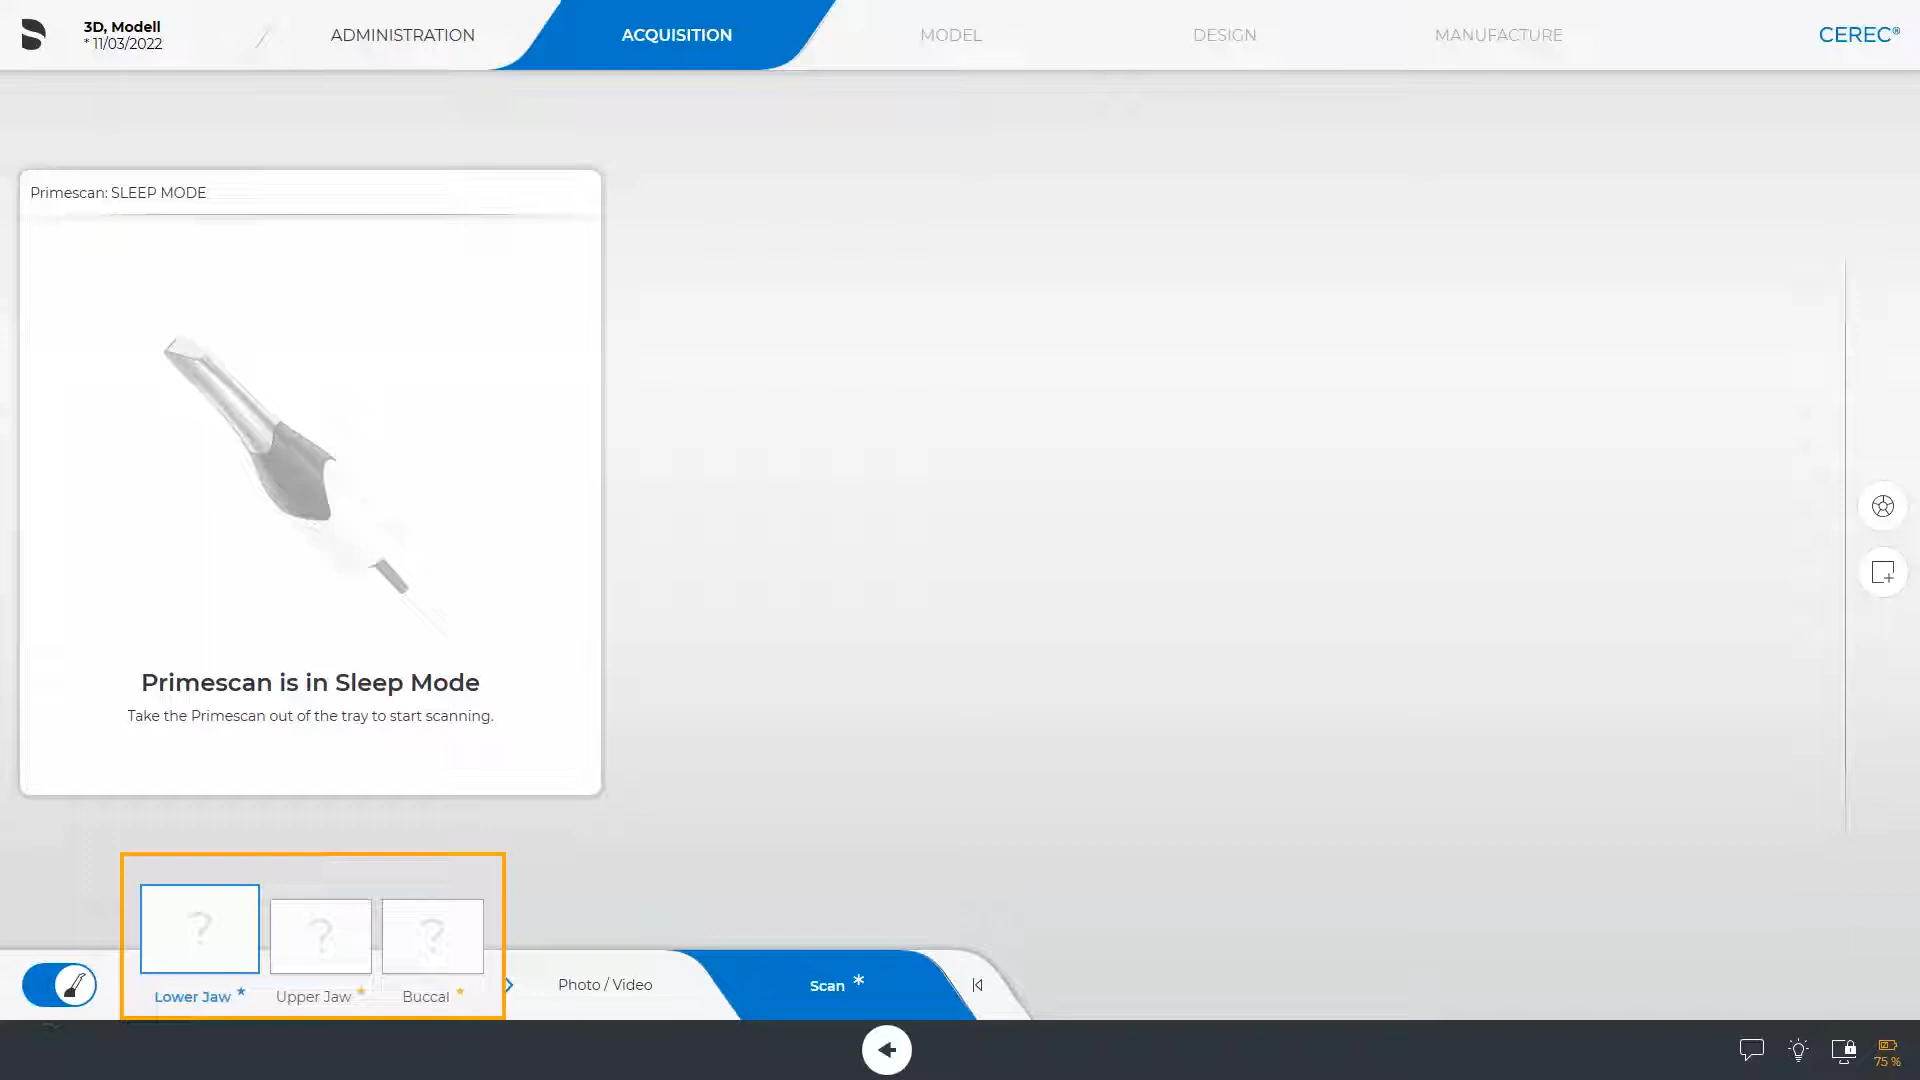 3D, Modell
* 11/03/2022
ADMINISTRATION
ACQUISITION
MODEL
DESIGN
MANUFACTURE
CEREC®
Primescan: SLEEP MODE
Primescan is in Sleep Mode
Take the Primescan out of the tray to start scanning.
?
?
?
Lower Jaw *
Upper Jaw *
Buccal *
Photo / Video
Scan *
75 %